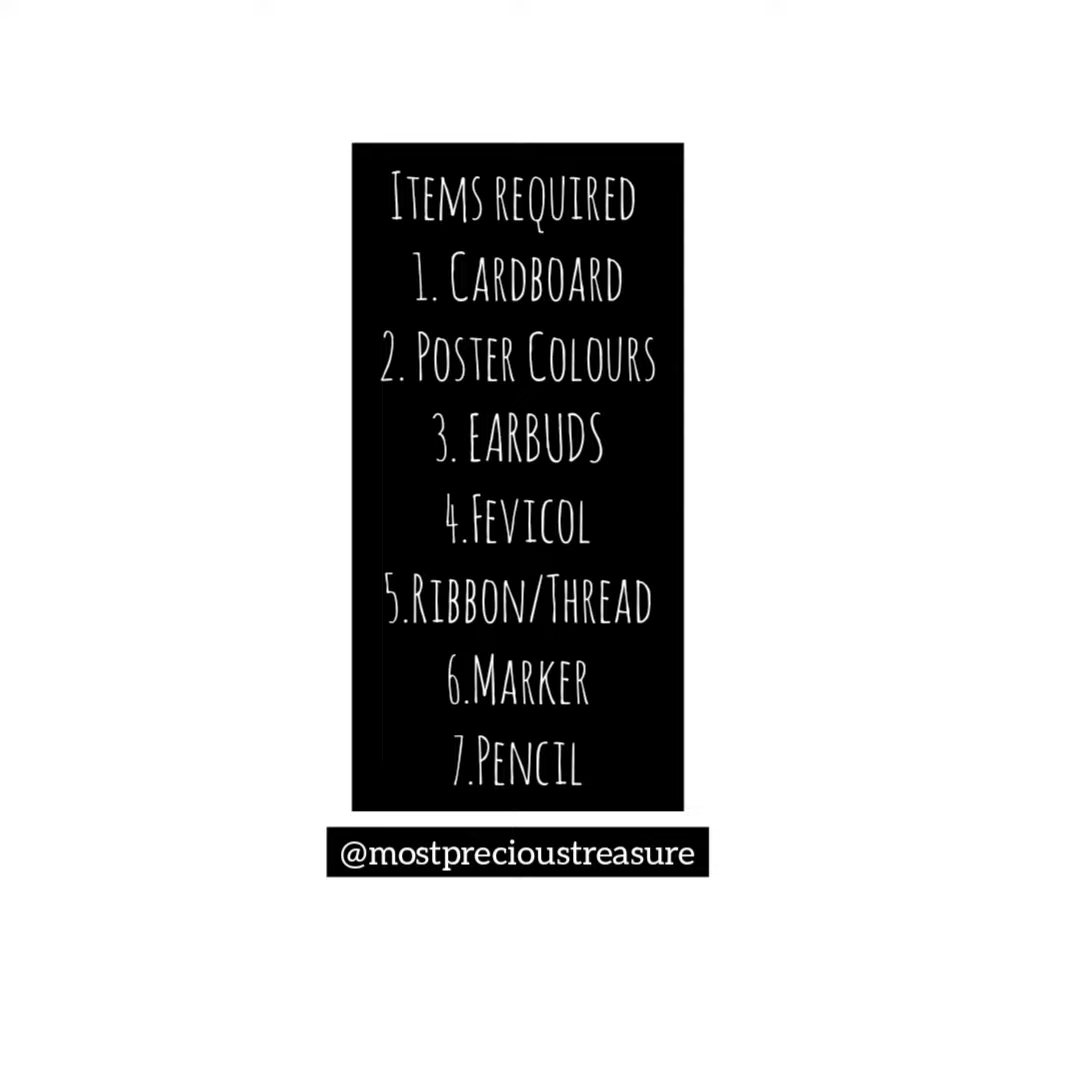 Items required
1. Cardboard
2. Poster Colours
3. EARBUDS
4.Fevicol
5.Ribbon/Thread
6.Marker
7.Pencil
@mostprecioustreasure